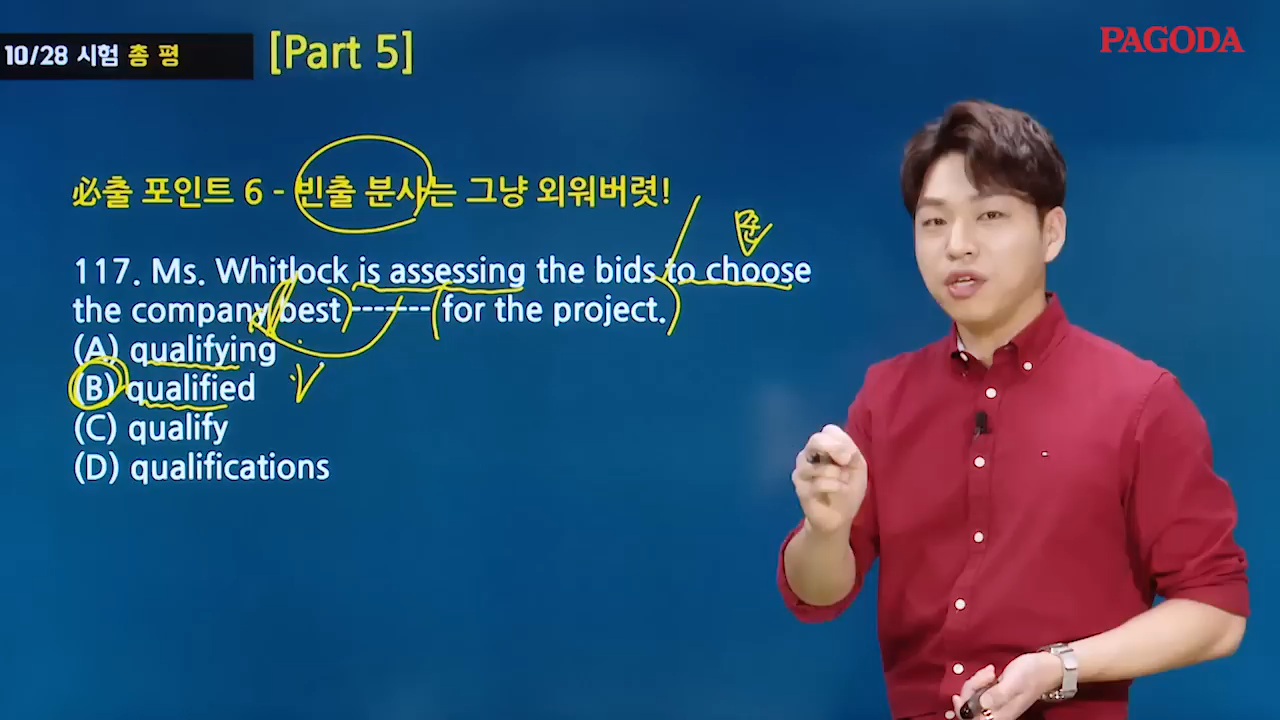 10/28 시험 총 평
[Part 5]
PAGODA
必출 포인트 6 - 빈출 분사는 그냥 외워버렷!
준
117. Ms. Whitlock is assessing the bids to choose
the company best ------- for the project.
(A) qualifying
(B) qualified
(C) qualify
(D) qualifications